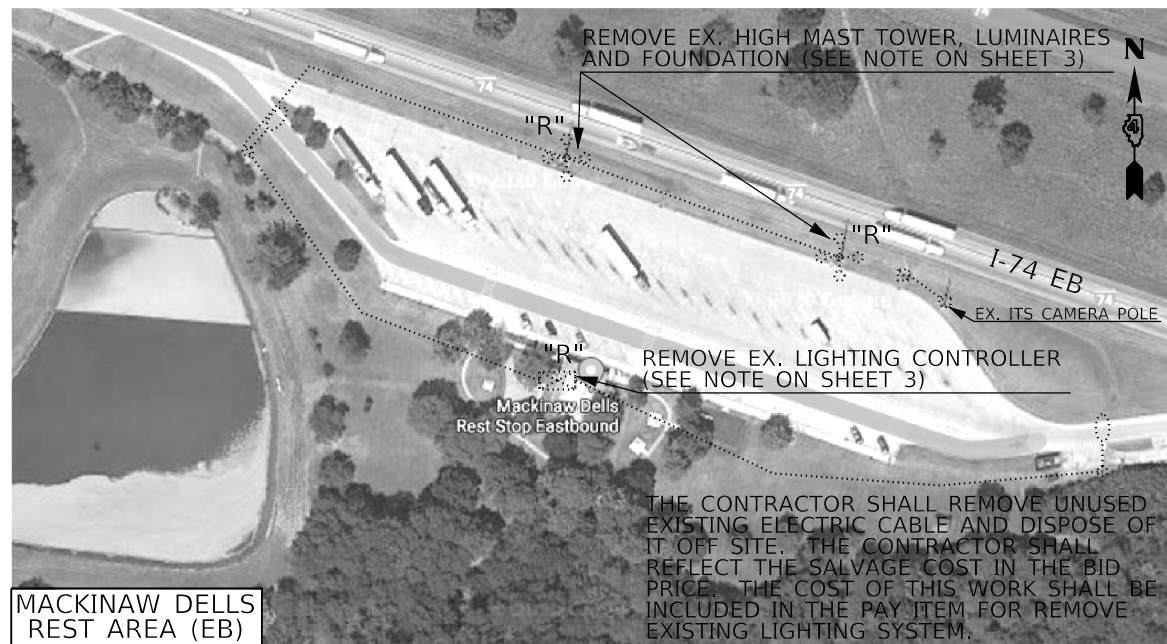 REMOVE EX. HIGH MAST TOWER, LUMINAIRES
AND FOUNDATION (SEE NOTE ON SHEET 3)
N
4
74
74
"R"
74
"R"
I-74 EB
74
EX. ITS CAMERA POLE
"R"
REMOVE EX. LIGHTING CONTROLLER
(SEE NOTE ON SHEET 3)
Mackinaw Dells
Rest Stop Eastbound
THE CONTRACTOR SHALL REMOVE UNUSED
EXISTING ELECTRIC CABLE AND DISPOSE OF
IT OFF SITE. THE CONTRACTOR SHALL
REFLECT THE SALVAGE COST IN THE BID
PRICE. THE COST OF THIS WORK SHALL BE
INCLUDED IN THE PAY ITEM FOR REMOVE
EXISTING LIGHTING SYSTEM.
MACKINAW DELLS
REST AREA (EB)